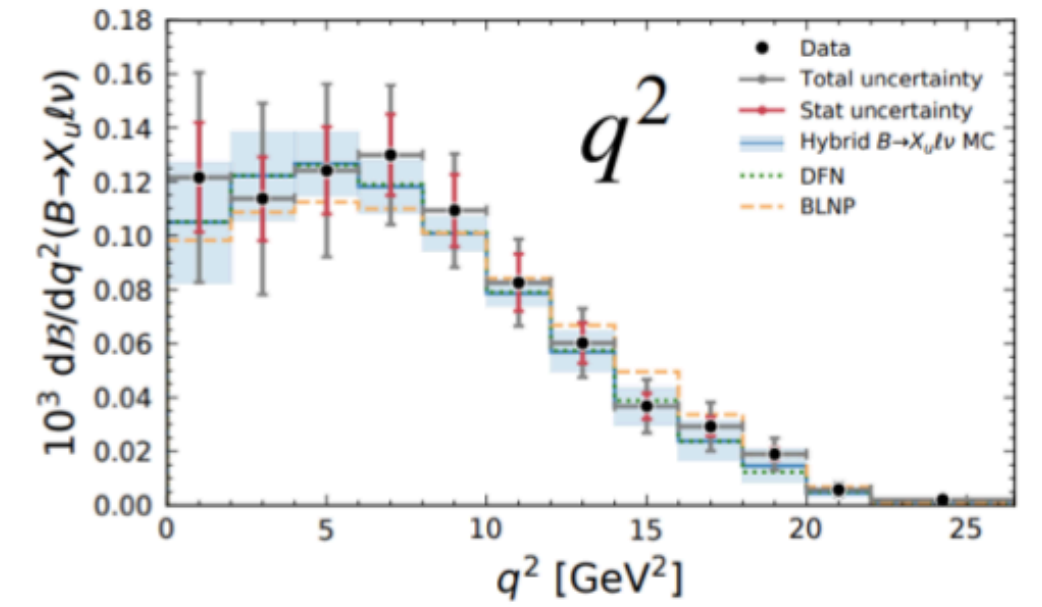 0.18
0.16
0.14
0.12
0.10
0.08
0.06
0.04
0.02
0.00
10³ dℬ/dq²(B→Xᵤℓν)
q²
Data
Total uncertainty
Stat uncertainty
Hybrid B→Xᵤℓν MC
DFN
BLNP
0 5 10 15 20 25
q² [GeV²]